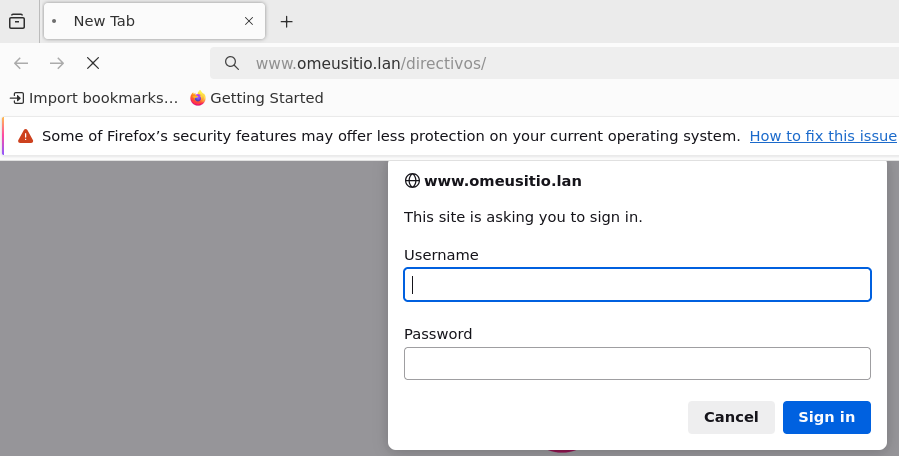 New Tab
www.omeusitio.lan/directivos/
Import bookmarks… Getting Started
Some of Firefox’s security features may offer less protection on your current operating system. How to fix this issue
www.omeusitio.lan
This site is asking you to sign in.
Username
Password
Cancel Sign in